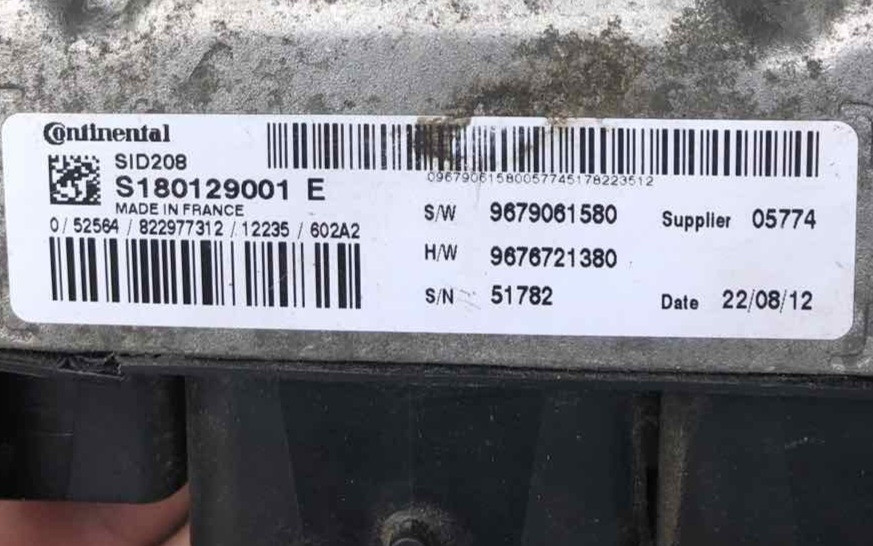 Continental
SID208
S180129001 E
MADE IN FRANCE
0 / 52564 / 822977312 / 12235 / 602A2
09679061580057745178223512
S/W 9679061580 Supplier 05774
H/W 9676721380
S/N 51782 Date 22/08/12